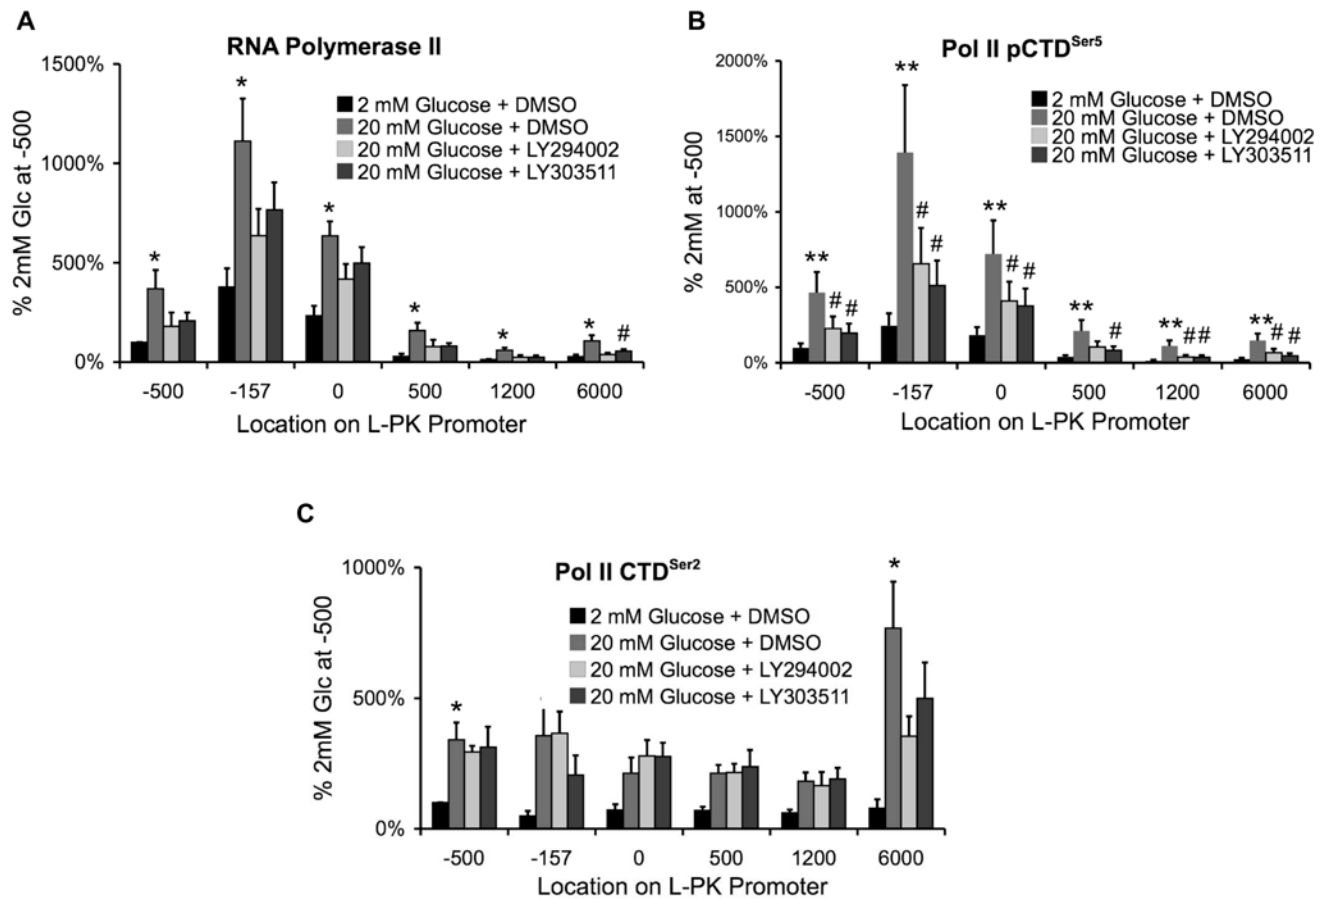 A
RNA Polymerase II
1500%
1000%
500%
0%
% 2mM Glc at -500
2 mM Glucose + DMSO
20 mM Glucose + DMSO
20 mM Glucose + LY294002
20 mM Glucose + LY303511
*
*
*
*
*
*
#
-500 -157 0 500 1200 6000
Location on L-PK Promoter
B
Pol II pCTDSer5
2000%
1500%
1000%
500%
0%
% 2mM at -500
2 mM Glucose + DMSO
20 mM Glucose + DMSO
20 mM Glucose + LY294002
20 mM Glucose + LY303511
** # #
** # #
** # #
** #
** # #
** # #
-500 -157 0 500 1200 6000
Location on L-PK Promoter
C
Pol II CTDSer2
1000%
500%
0%
% 2mM Glc at -500
2 mM Glucose + DMSO
20 mM Glucose + DMSO
20 mM Glucose + LY294002
20 mM Glucose + LY303511
*
*
-500 -157 0 500 1200 6000
Location on L-PK Promoter